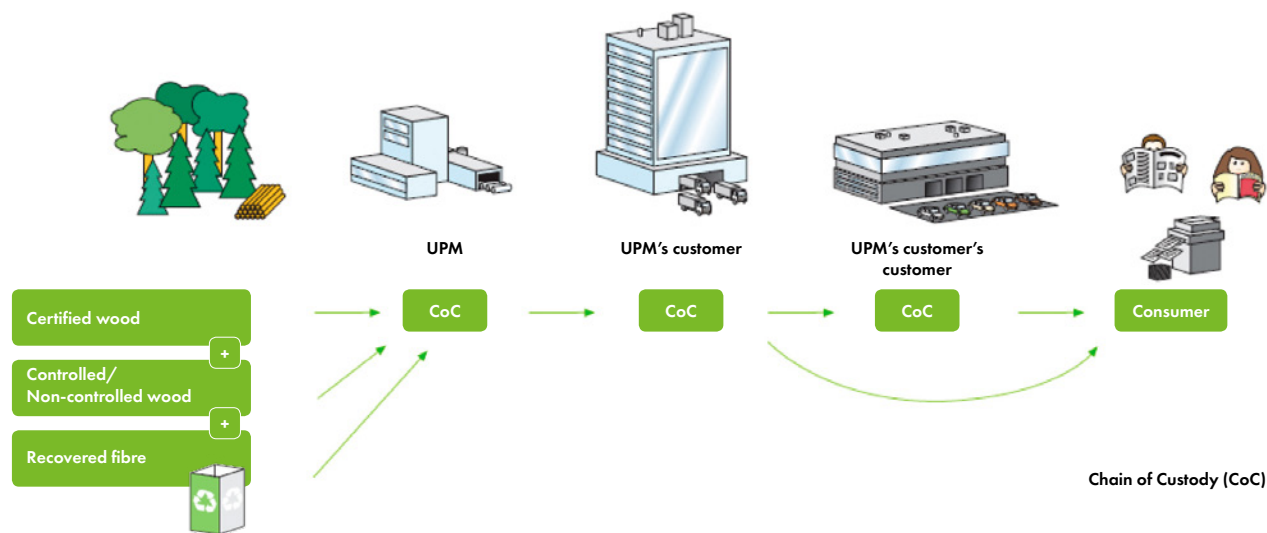 UPM
UPM's customer
UPM's customer's
customer
Certified wood
CoC
CoC
CoC
Consumer
+
Controlled/
Non-controlled wood
+
Recovered fibre
Chain of Custody (CoC)